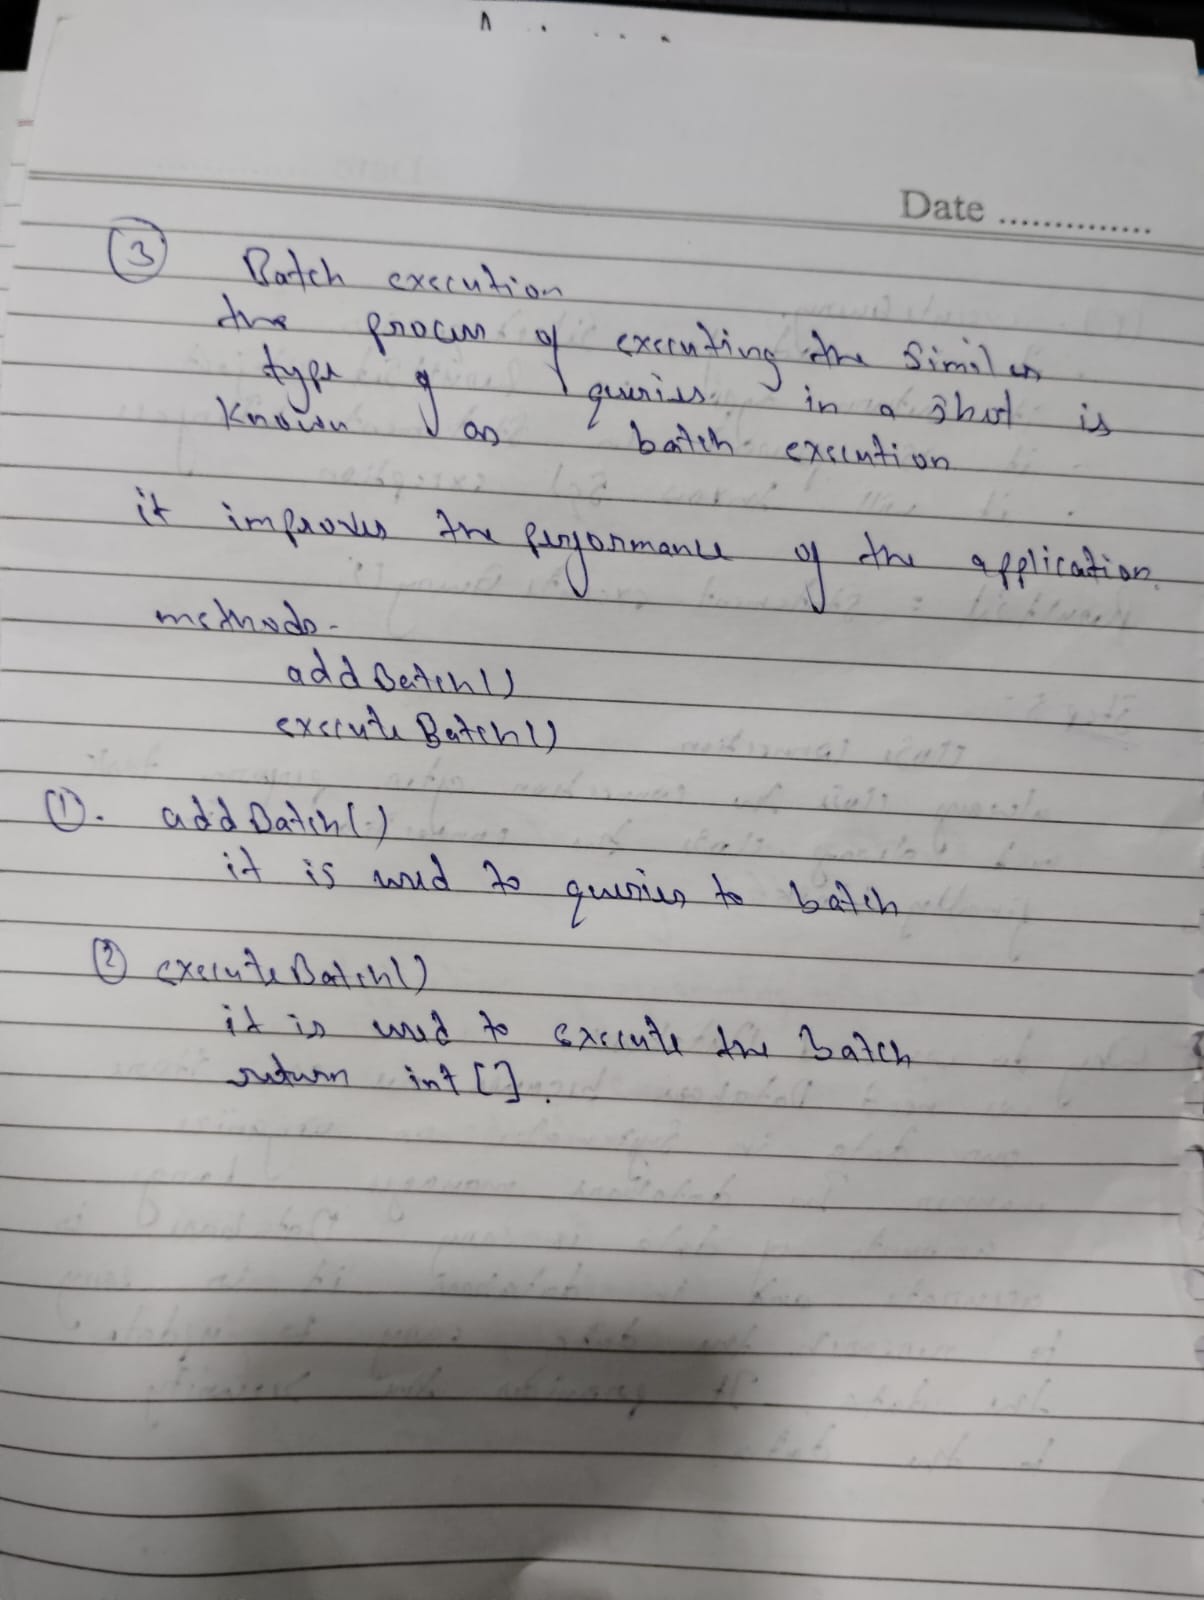 Date ..............
③ Batch execution
the process of executing the similar
type of queries in a shot is
known as batch execution
it improves the performance of the application.
methods -
addBatch()
executeBatch()
①. addBatch()
it is used to queries to batch
② executeBatch()
it is used to execute the batch
return int [].